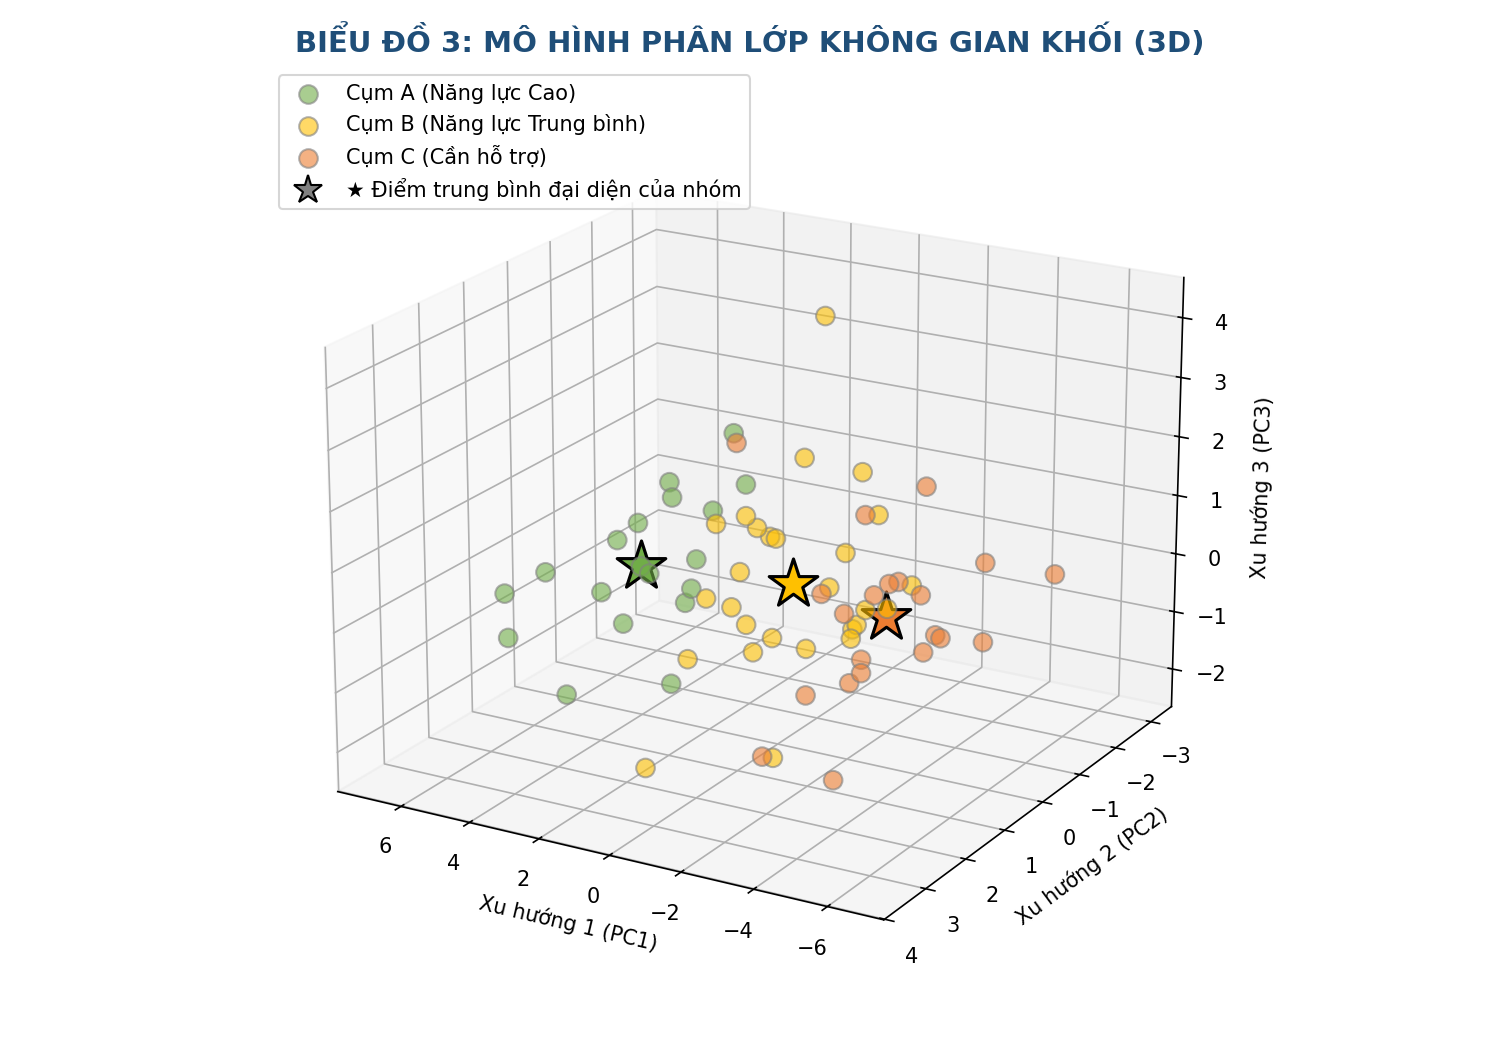 BIỂU ĐỒ 3: MÔ HÌNH PHÂN LỚP KHÔNG GIAN KHỐI (3D)
Cụm A (Năng lực Cao)
Cụm B (Năng lực Trung bình)
Cụm C (Cần hỗ trợ)
★ Điểm trung bình đại diện của nhóm
4
3
2
1
0
−1
−2
Xu hướng 3 (PC3)
6
4
2
0
−2
−4
−6
Xu hướng 1 (PC1)
−3
−2
−1
0
1
2
3
4
Xu hướng 2 (PC2)